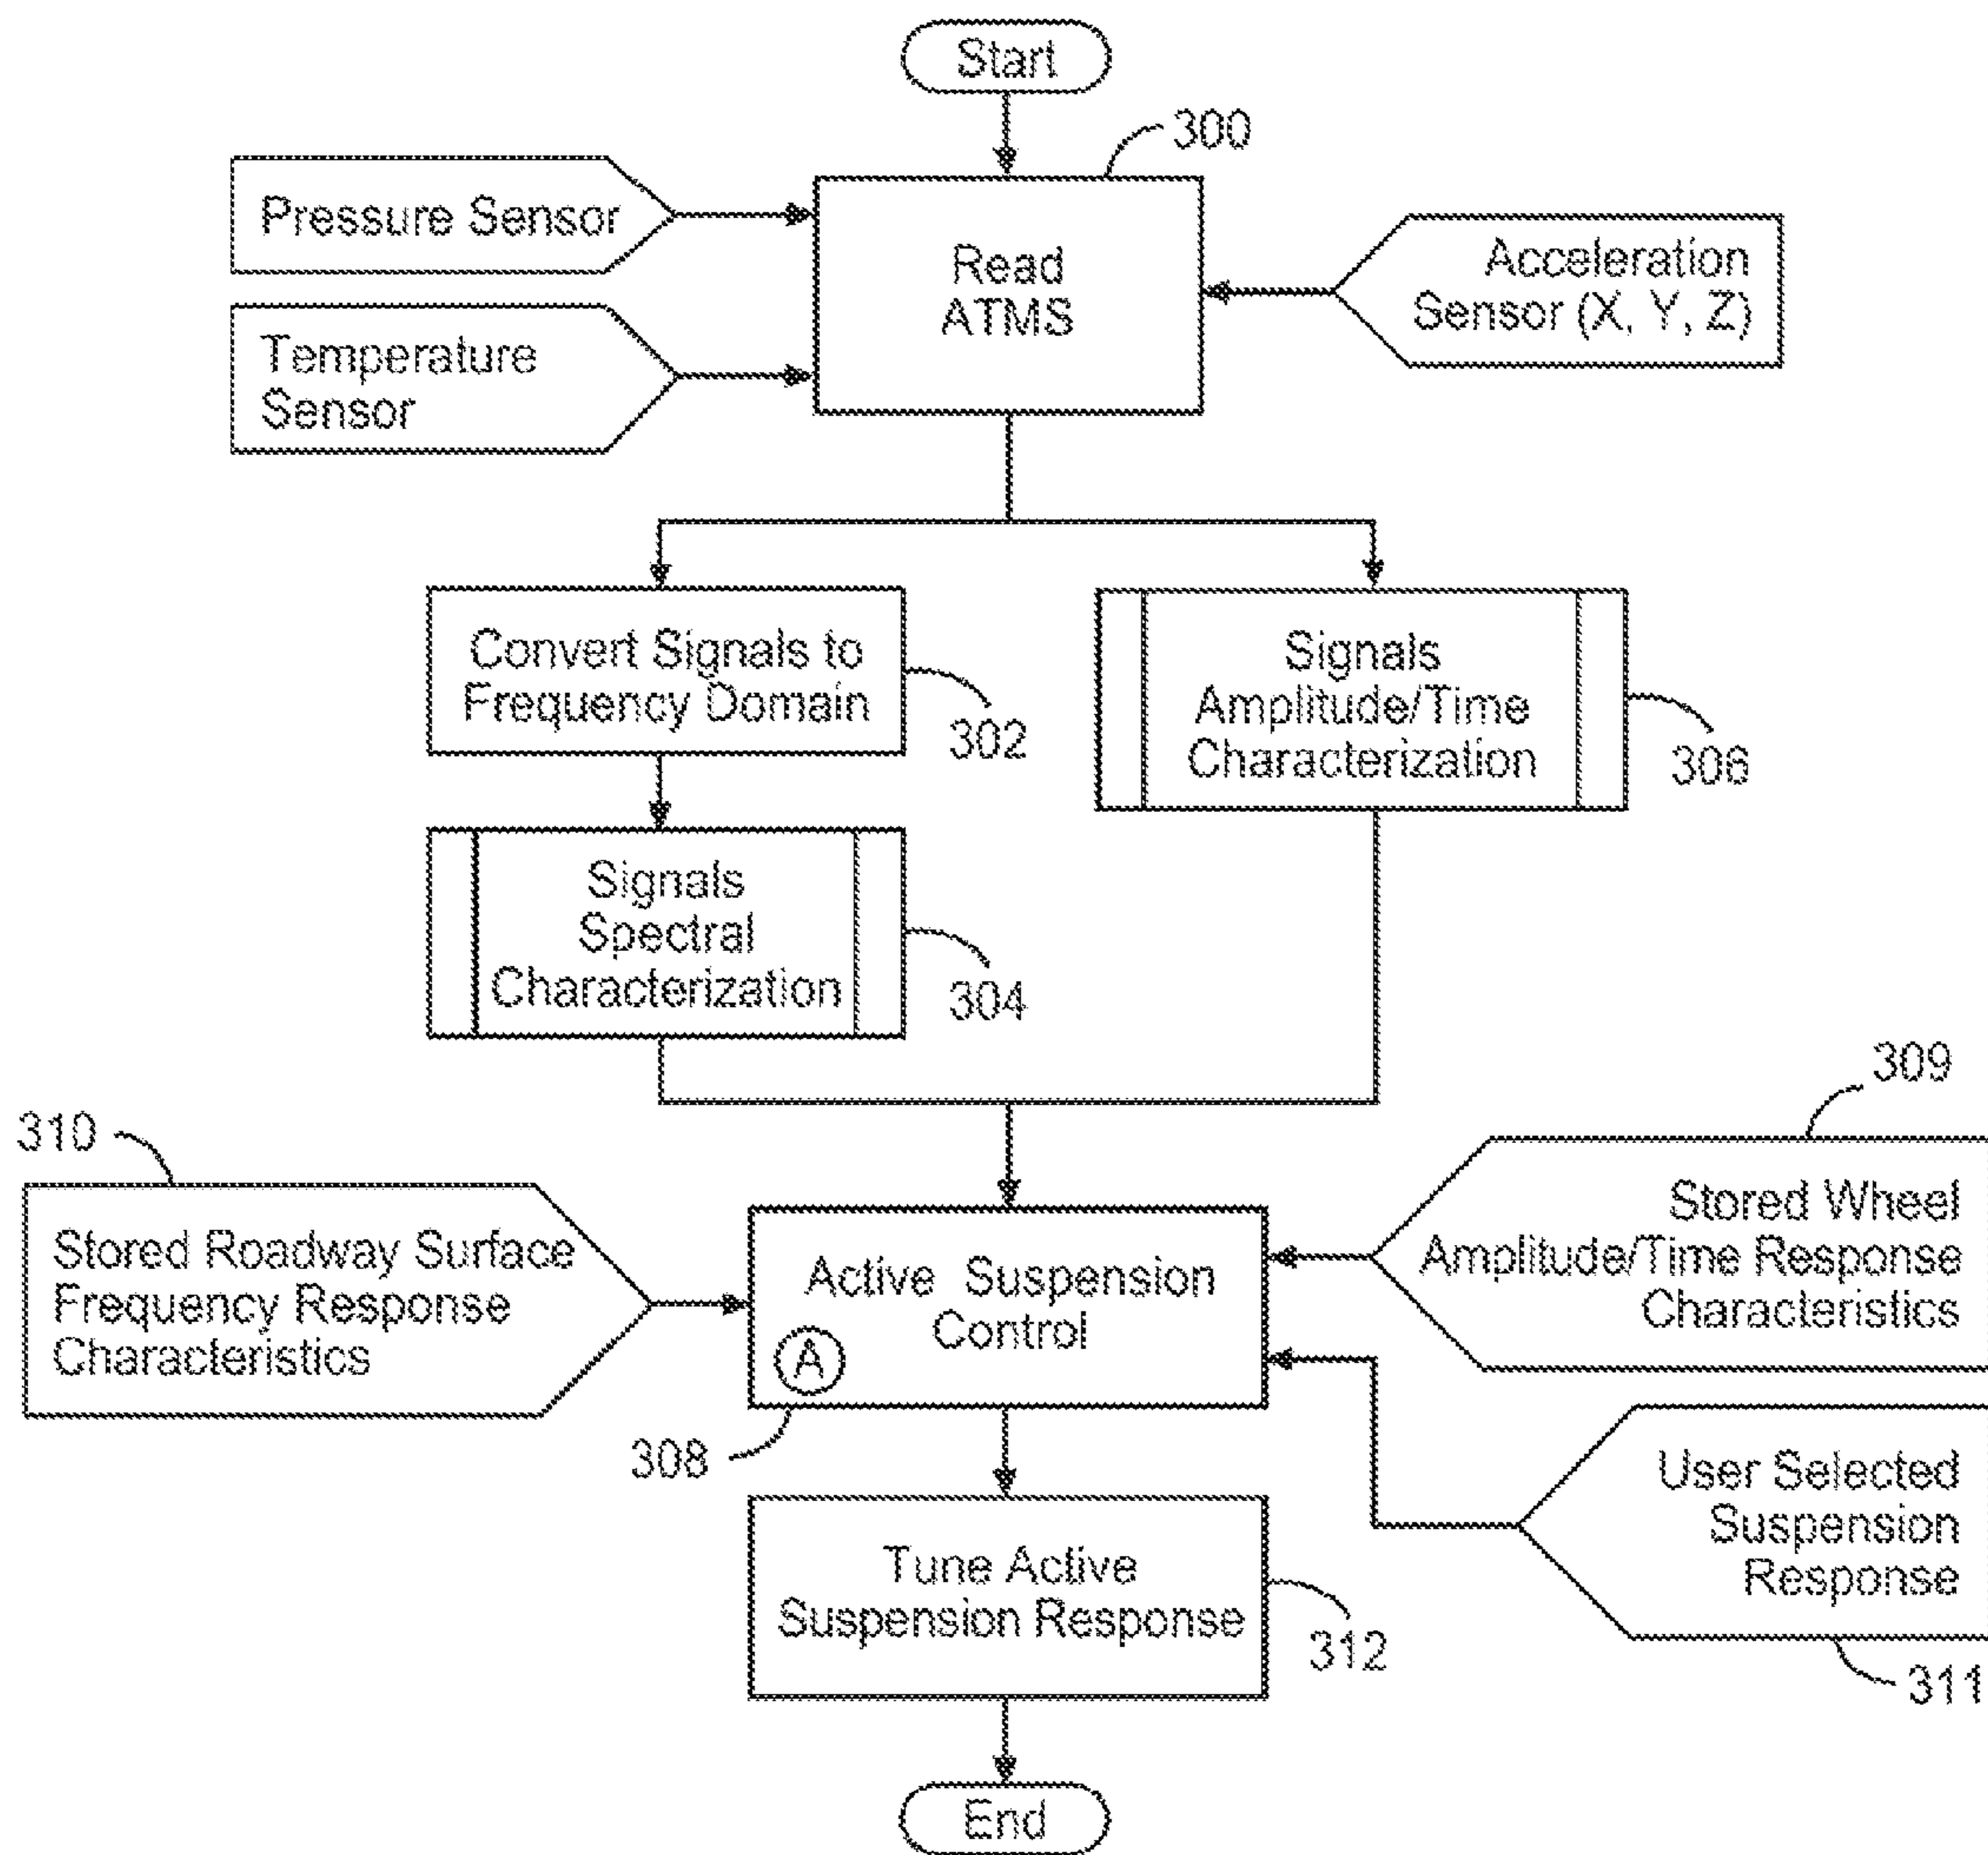 Start
300
Pressure Sensor
Read
ATMS
Acceleration
Sensor (X, Y, Z)
Temperature
Sensor
Convert Signals to
Frequency Domain
302
Signals
Amplitude/Time
Characterization
306
Signals
Spectral
Characterization
304
309
310
Stored Roadway Surface
Frequency Response
Characteristics
Active Suspension
Control
A
308
Stored Wheel
Amplitude/Time Response
Characteristics
User Selected
Suspension
Response
311
Tune Active
Suspension Response
312
End